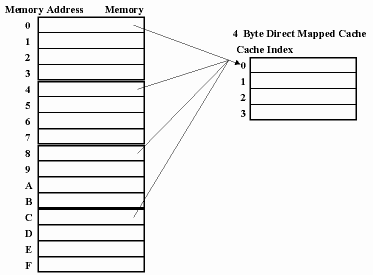 Memory Address Memory
0
1
2
3
4
5
6
7
8
9
A
B
C
D
E
F
4 Byte Direct Mapped Cache
Cache Index
0
1
2
3